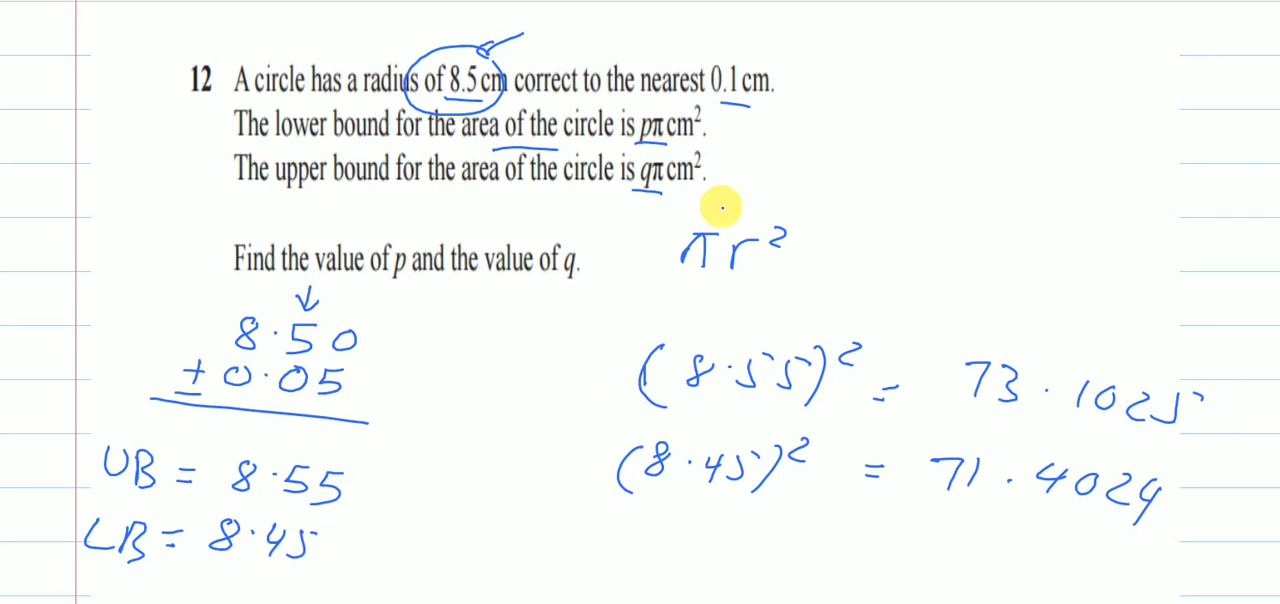 12 A circle has a radius of 8.5 cm correct to the nearest 0.1 cm.
The lower bound for the area of the circle is pπ cm².
The upper bound for the area of the circle is qπ cm².
πr²
Find the value of p and the value of q.
8.50
± 0.05
UB = 8.55
LB = 8.45
(8.55)² = 73.1025
(8.45)² = 71.4024